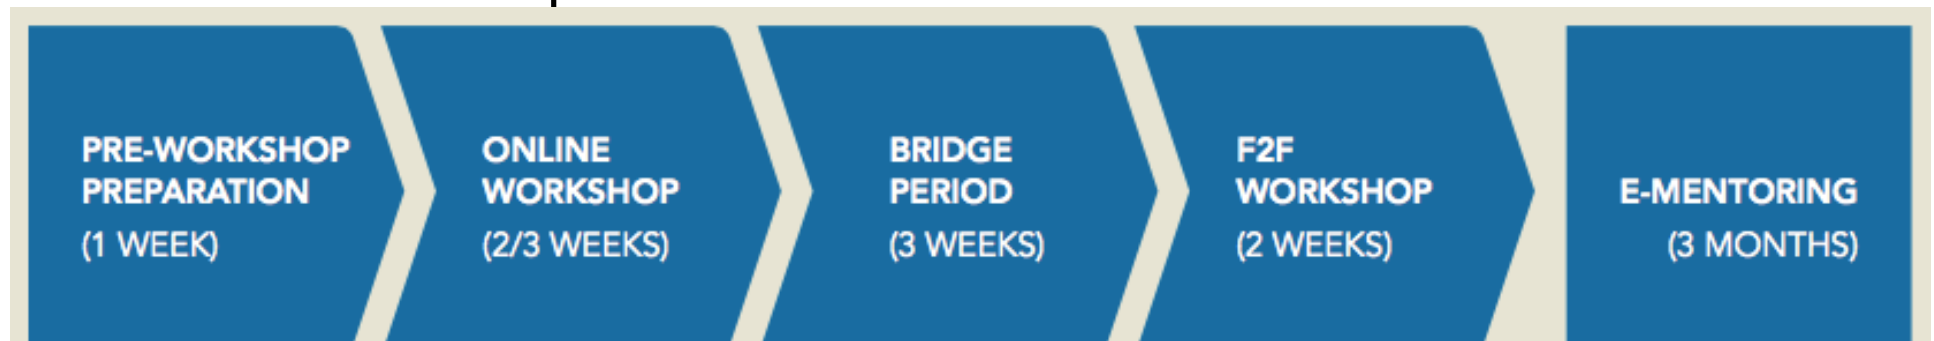 PRE-WORKSHOP
PREPARATION
(1 WEEK)
ONLINE
WORKSHOP
(2/3 WEEKS)
BRIDGE
PERIOD
(3 WEEKS)
F2F
WORKSHOP
(2 WEEKS)
E-MENTORING
(3 MONTHS)